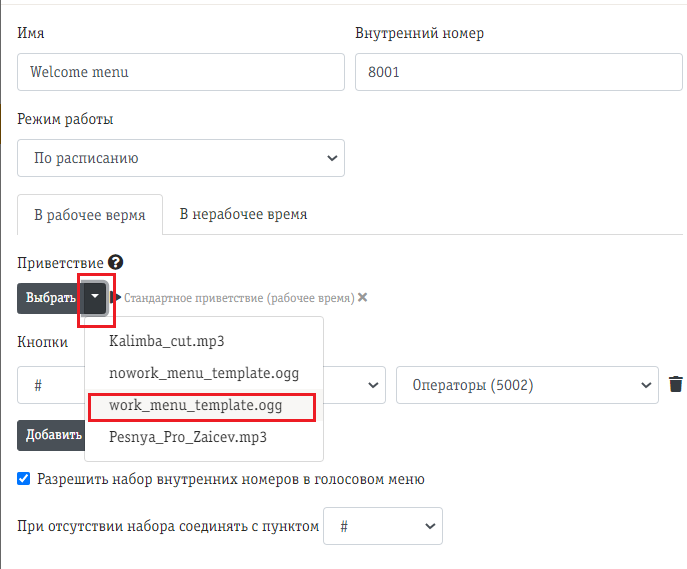 Имя
Внутренний номер
Welcome menu
8001
Режим работы
По расписанию
В рабочее вермя
В нерабочее время
Приветствие ?
Выбрать
Стандартное приветствие (рабочее время)
Kalimba_cut.mp3
Кнопки
nowork_menu_template.ogg
#
Операторы (5002)
work_menu_template.ogg
Добавить
Pesnya_Pro_Zaicev.mp3
Разрешить набор внутренних номеров в голосовом меню
При отсутствии набора соединять с пунктом
#